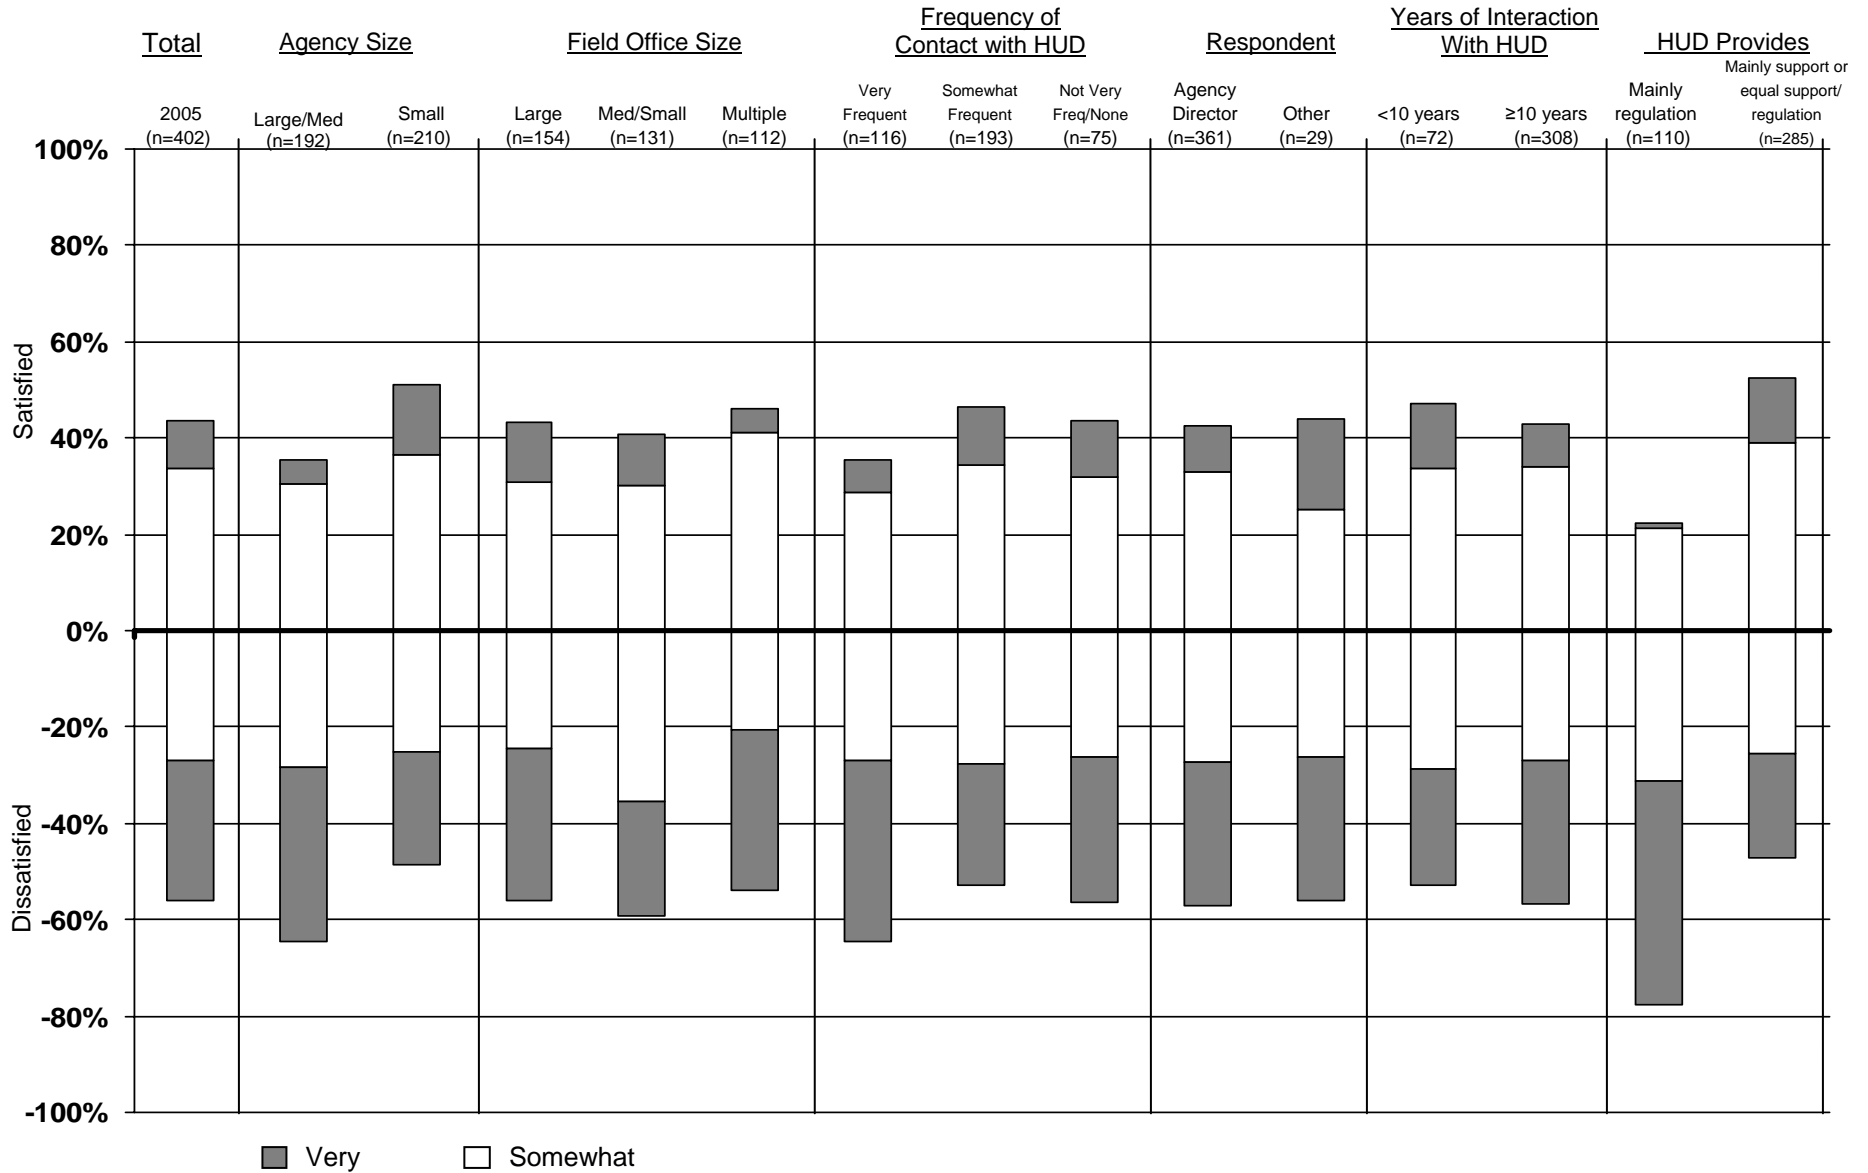 Total
Agency Size
Field Office Size
Frequency of
Contact with HUD
Respondent
Years of Interaction
With HUD
HUD Provides
2005
(n=402)
Large/Med
(n=192)
Small
(n=210)
Large
(n=154)
Med/Small
(n=131)
Multiple
(n=112)
Very
Frequent
(n=116)
Somewhat
Frequent
(n=193)
Not Very
Freq/None
(n=75)
Agency
Director
(n=361)
Other
(n=29)
<10 years
(n=72)
≥10 years
(n=308)
Mainly
regulation
(n=110)
Mainly support or
equal support/
regulation
(n=285)
100%
80%
60%
40%
20%
0%
-20%
-40%
-60%
-80%
-100%
Satisfied
Dissatisfied
Very
Somewhat